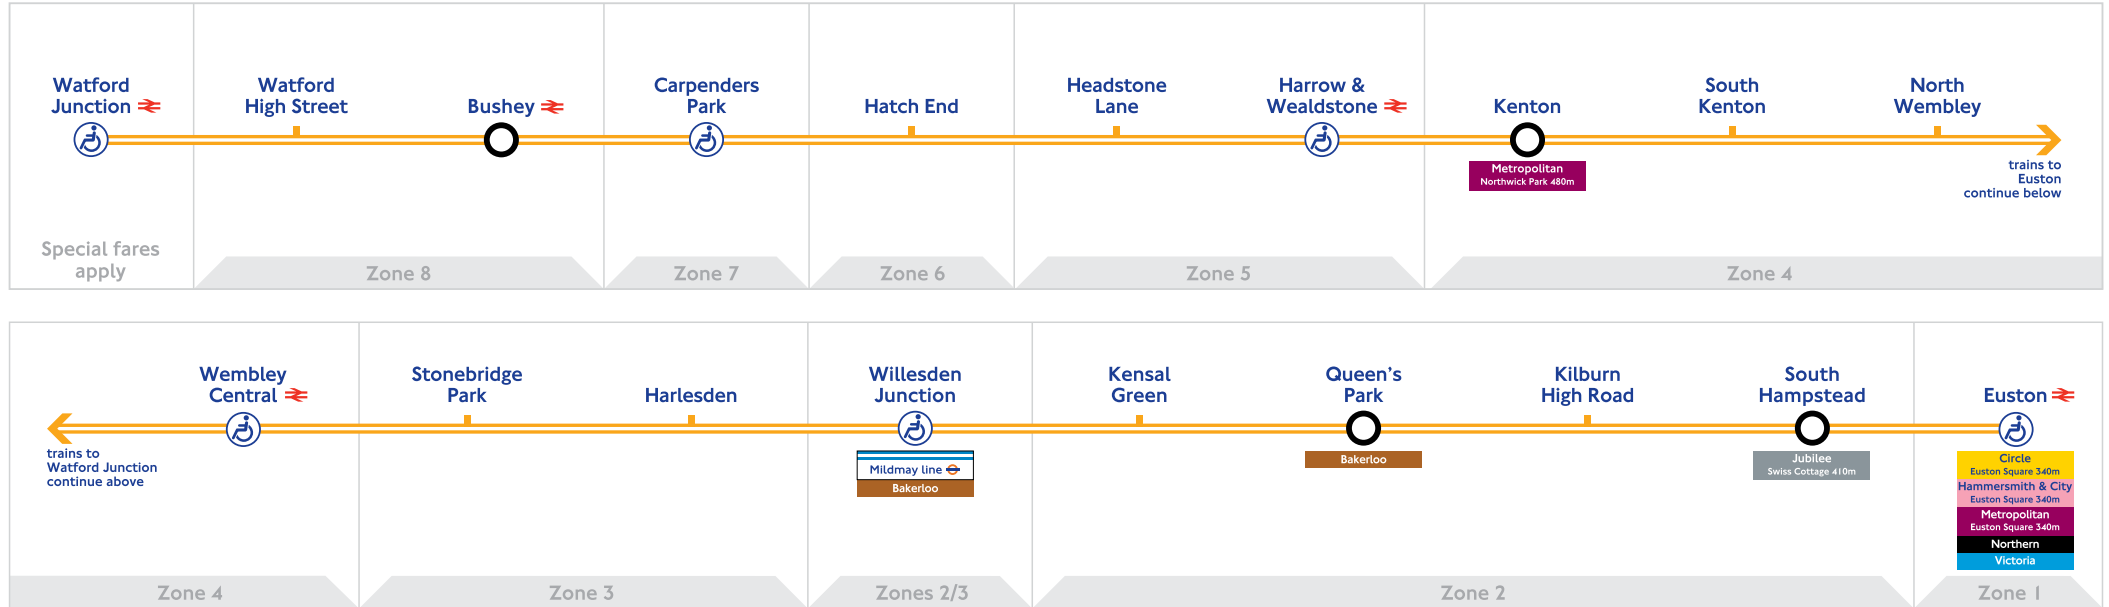 Watford
Junction
Watford
High Street
Bushey
Carpenders
Park
Hatch End
Headstone
Lane
Harrow &
Wealdstone
Kenton
South
Kenton
North
Wembley
Metropolitan
Northwick Park 480m
trains to
Euston
continue below
Special fares
apply
Zone 8
Zone 7
Zone 6
Zone 5
Zone 4
Wembley
Central
Stonebridge
Park
Harlesden
Willesden
Junction
Kensal
Green
Queen's
Park
Kilburn
High Road
South
Hampstead
Euston
trains to
Watford Junction
continue above
Mildmay line
Bakerloo
Bakerloo
Jubilee
Swiss Cottage 410m
Circle
Euston Square 340m
Hammersmith & City
Euston Square 340m
Metropolitan
Euston Square 340m
Northern
Victoria
Zone 4
Zone 3
Zones 2/3
Zone 2
Zone 1